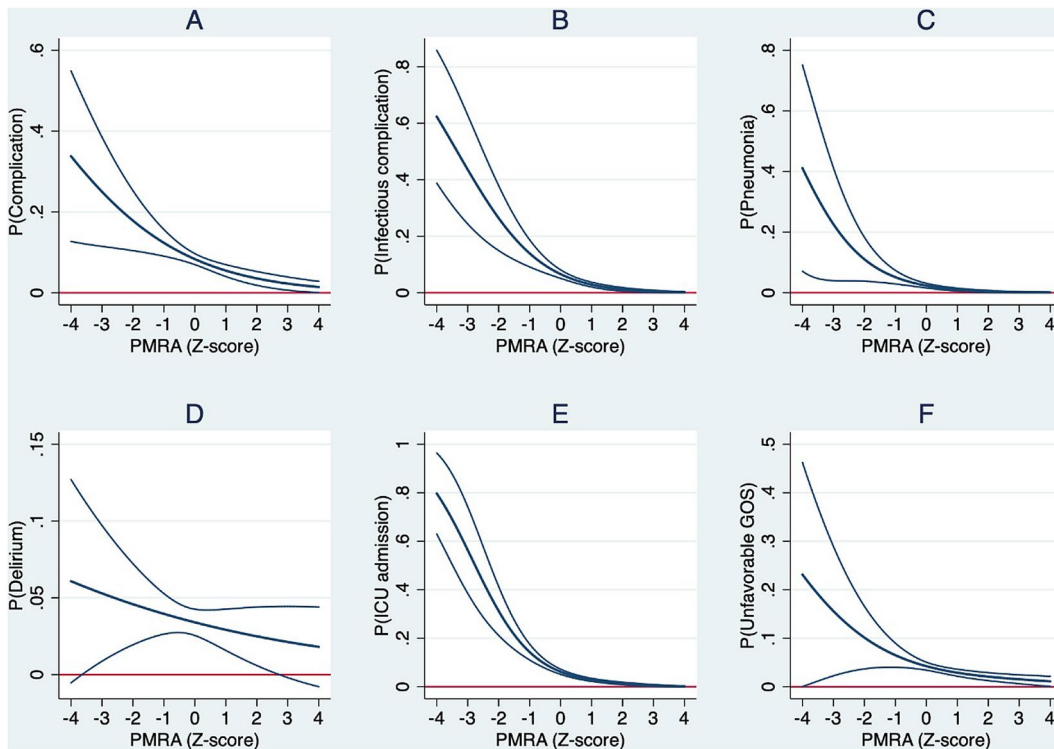 A
P(Complication)
.6
.4
.2
0
-4 -3 -2 -1 0 1 2 3 4
PMRA (Z-score)
B
P(Infectious complication)
.8
.6
.4
.2
0
-4 -3 -2 -1 0 1 2 3 4
PMRA (Z-score)
C
P(Pneumonia)
.8
.6
.4
.2
0
-4 -3 -2 -1 0 1 2 3 4
PMRA (Z-score)
D
P(Delirium)
.15
.1
.05
0
-4 -3 -2 -1 0 1 2 3 4
PMRA (Z-score)
E
P(ICU admission)
1
.8
.6
.4
.2
0
-4 -3 -2 -1 0 1 2 3 4
PMRA (Z-score)
F
P(Unfavorable GOS)
.5
.4
.3
.2
.1
0
-4 -3 -2 -1 0 1 2 3 4
PMRA (Z-score)